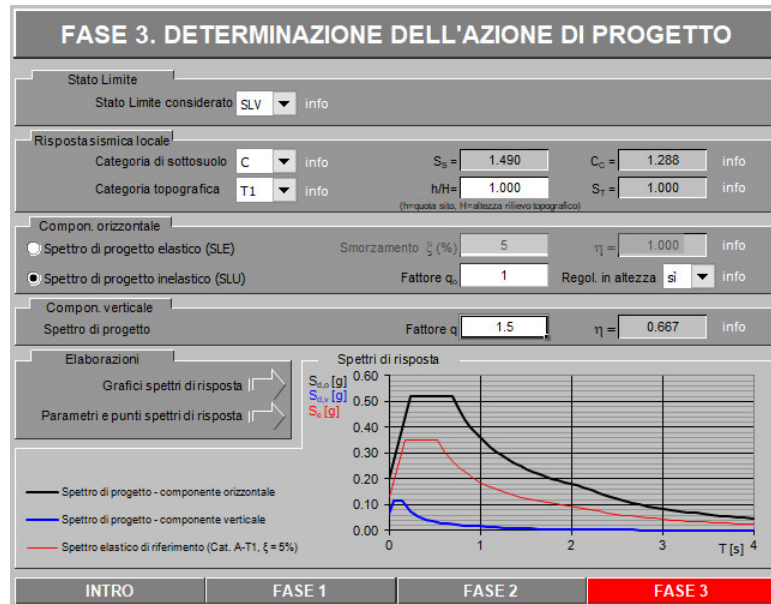 FASE 3. DETERMINAZIONE DELL'AZIONE DI PROGETTO
Stato Limite
Stato Limite considerato SLV info
Risposta sismica locale
Categoria di sottosuolo C info SS = 1.490 CC = 1.288 info
Categoria topografica T1 info h/H= 1.000 ST = 1.000 info
(h=quota sito, H=altezza rilievo topografico)
Compon. orizzontale
Spettro di progetto elastico (SLE) Smorzamento ξ (%) 5 η = 1.000 info
Spettro di progetto inelastico (SLU) Fattore qo 1 Regol. in altezza sì info
Compon. verticale
Spettro di progetto Fattore q 1.5 η = 0.667 info
Elaborazioni
Grafici spettri di risposta
Parametri e punti spettri di risposta
Spettri di risposta
Sd,o [g]
Sd,v [g]
Se [g]
0.60
0.50
0.40
0.30
0.20
0.10
0.00
0 1 2 3 4
T [s]
Spettro di progetto - componente orizzontale
Spettro di progetto - componente verticale
Spettro elastico di riferimento (Cat. A-T1, ξ = 5%)
INTRO FASE 1 FASE 2 FASE 3